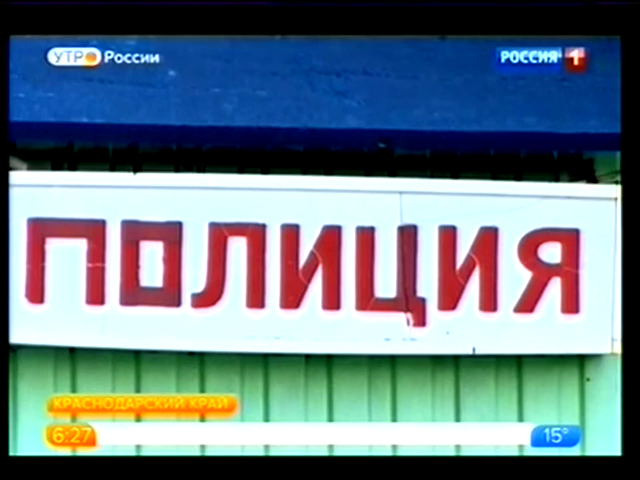 УТРО России
РОССИЯ 1
ПОЛИЦИЯ
КРАСНОДАРСКИЙ КРАЙ
6:27
15°